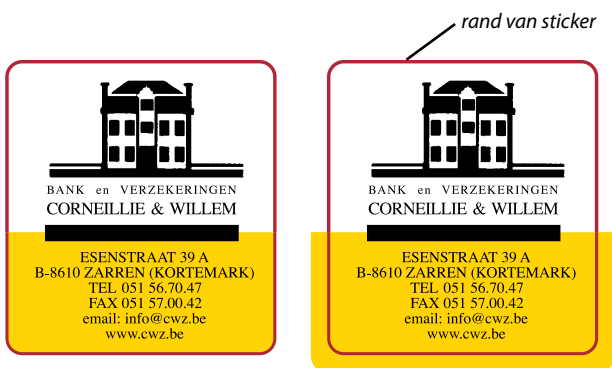 rand van sticker
BANK en VERZEKERINGEN
CORNEILLIE & WILLEM
ESENSTRAAT 39 A
B-8610 ZARREN (KORTEMARK)
TEL 051 56.70.47
FAX 051 57.00.42
email: info@cwz.be
www.cwz.be
BANK en VERZEKERINGEN
CORNEILLIE & WILLEM
ESENSTRAAT 39 A
B-8610 ZARREN (KORTEMARK)
TEL 051 56.70.47
FAX 051 57.00.42
email: info@cwz.be
www.cwz.be